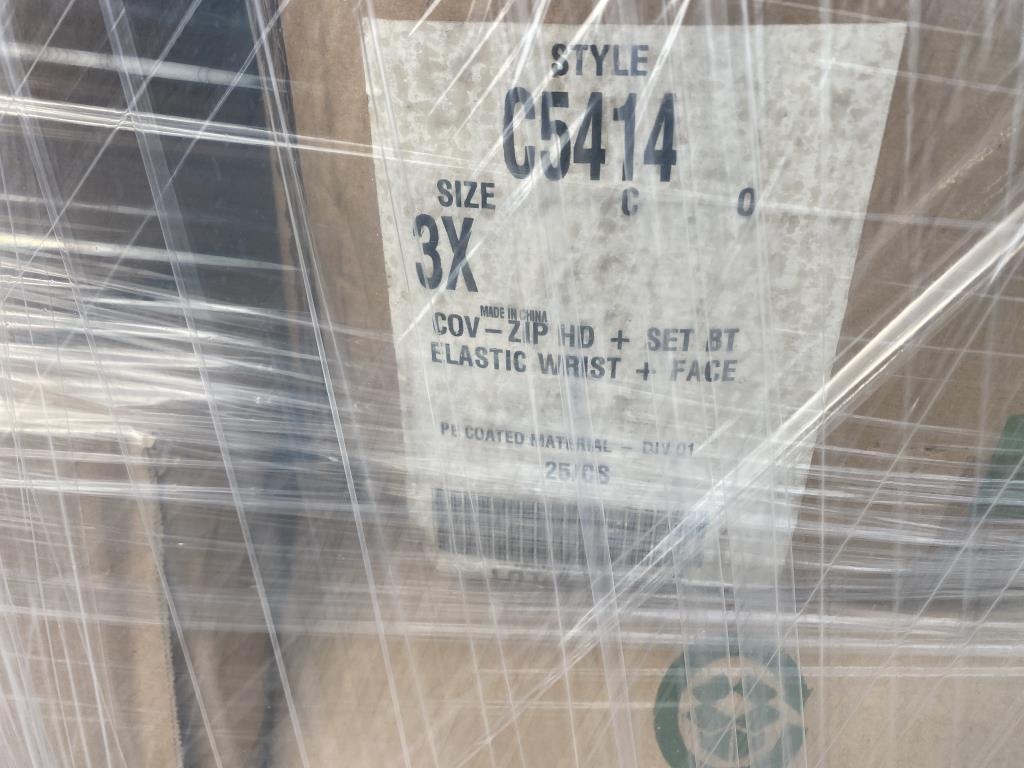 STYLE
C5414
C O
SIZE
3X
MADE IN CHINA
COV-ZIP HD + SET BT
ELASTIC WRIST + FACE
PE COATED MATERIAL - DIV 01
25/CS